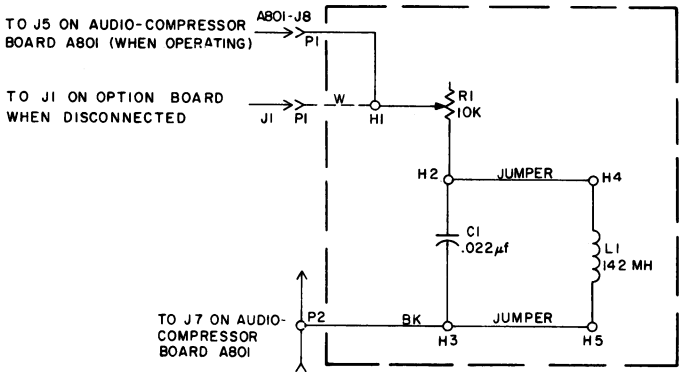 TO J5 ON AUDIO-COMPRESSOR
BOARD A801 (WHEN OPERATING)
A801-J8
P1
TO J1 ON OPTION BOARD
WHEN DISCONNECTED
J1
P1
W
H1
R1
10K
H2
JUMPER
H4
C1
.022µf
L1
142 MH
TO J7 ON AUDIO-
COMPRESSOR
BOARD A801
P2
BK
H3
JUMPER
H5